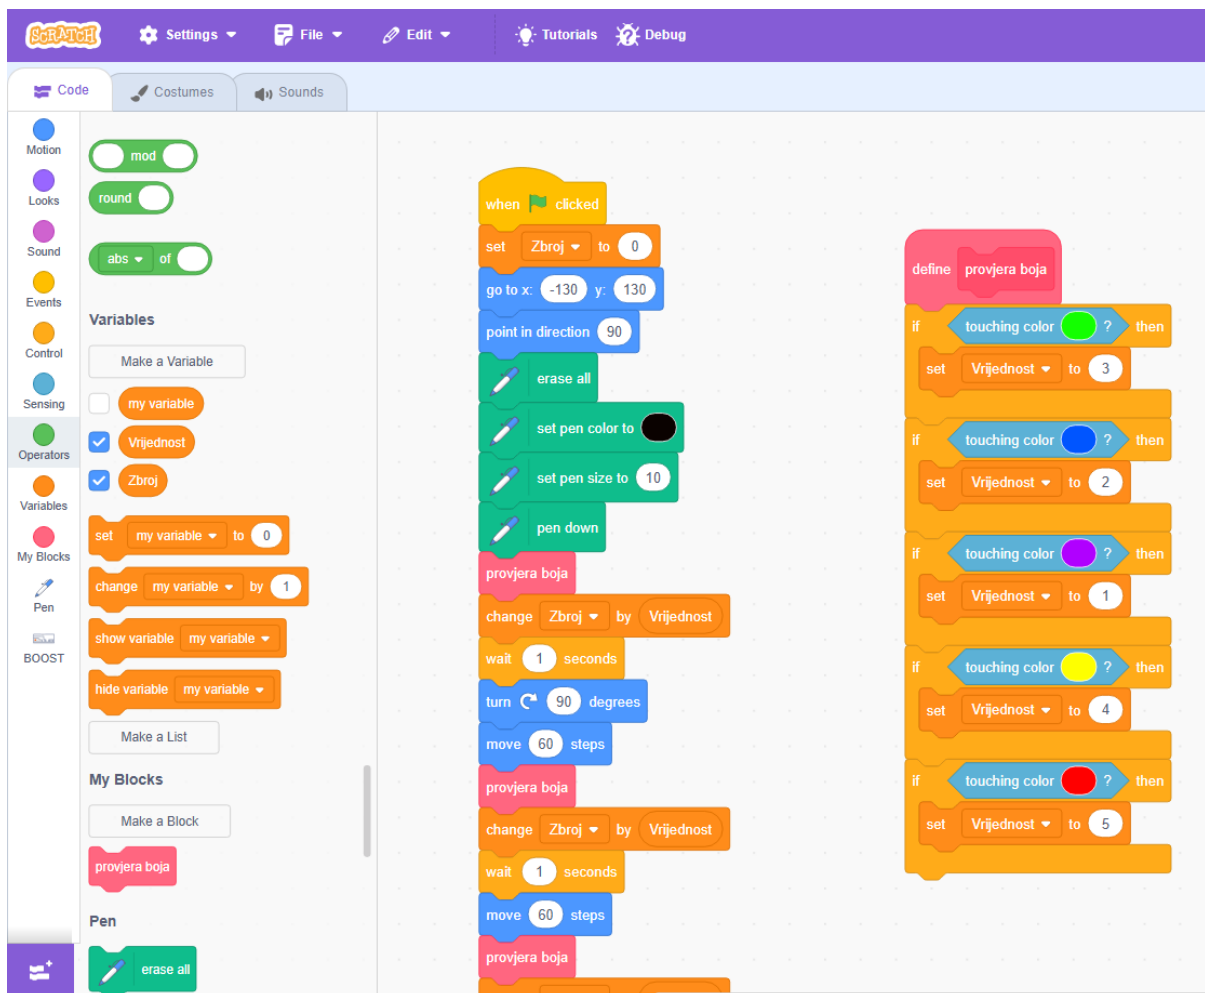 SCRATCH Settings File Edit Tutorials Debug
Code Costumes Sounds
Motion
Looks
Sound
Events
Control
Sensing
Operators
Variables
My Blocks
Pen
BOOST
mod
round
abs of
Variables
Make a Variable
my variable
Vrijednost
Zbroj
set my variable to 0
change my variable by 1
show variable my variable
hide variable my variable
Make a List
My Blocks
Make a Block
provjera boja
Pen
erase all
when clicked
set Zbroj to 0
go to x: -130 y: 130
point in direction 90
erase all
set pen color to
set pen size to 10
pen down
provjera boja
change Zbroj by Vrijednost
wait 1 seconds
turn 90 degrees
move 60 steps
provjera boja
change Zbroj by Vrijednost
wait 1 seconds
move 60 steps
provjera boja
define provjera boja
if touching color ? then
set Vrijednost to 3
if touching color ? then
set Vrijednost to 2
if touching color ? then
set Vrijednost to 1
if touching color ? then
set Vrijednost to 4
if touching color ? then
set Vrijednost to 5